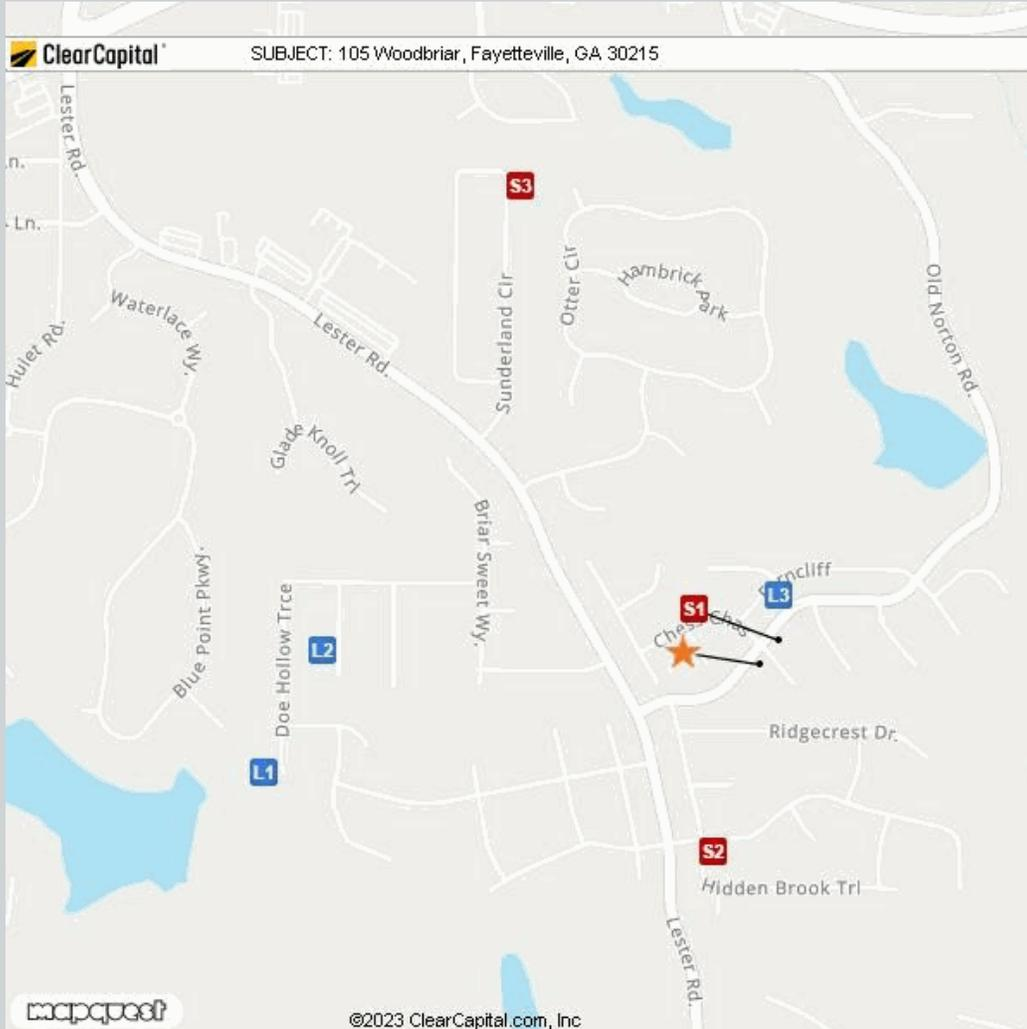 ClearCapital
SUBJECT: 105 Woodbriar, Fayetteville, GA 30215
Lester Rd.
n.
Ln.
S3
Old Norton Rd.
Otter Cir
Hambrick Park
Waterlace Wy.
Huiet Rd.
Lester Rd.
Sunderland Cir
Glade Knoll Trl
Briar Sweet Wy.
Blue Point Pkwy.
Doe Hollow Trce
L3
S1
L2
Ridgecrest Dr.
L1
S2
Hidden Brook Trl
Lester Rd.
mapquest
©2023 ClearCapital.com, Inc